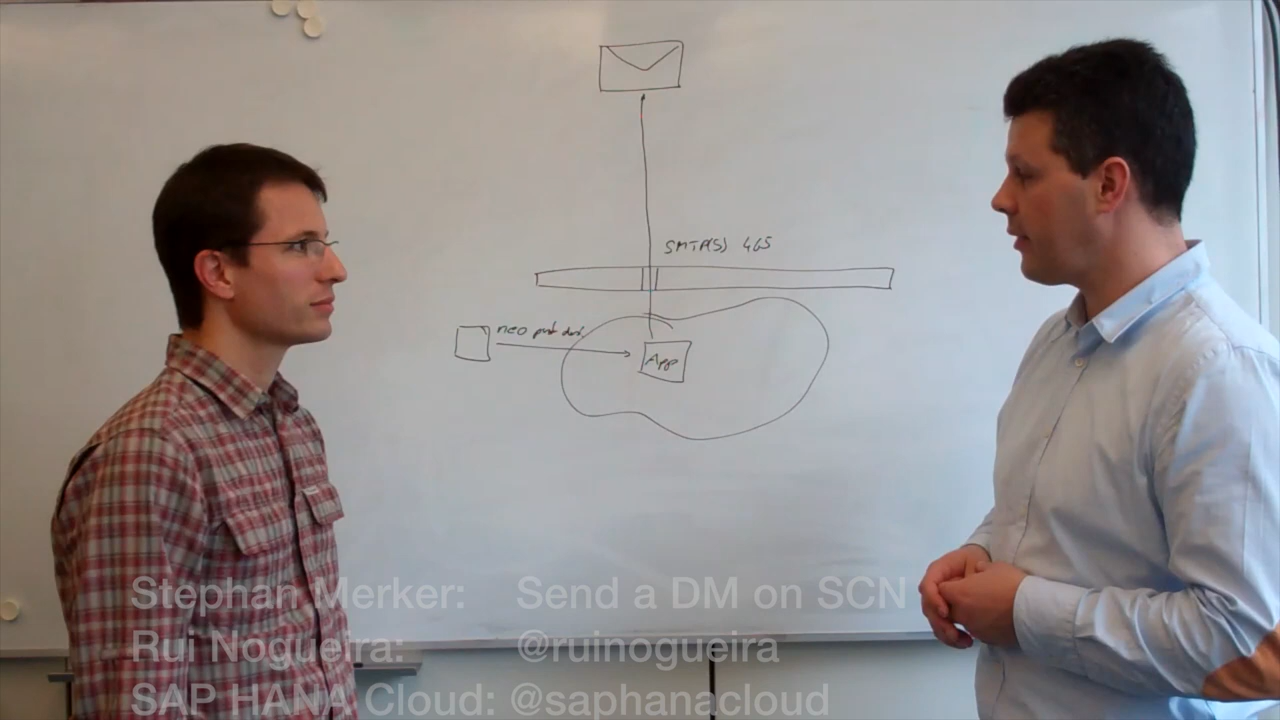 SMTP(S) 465
neo put dest.
App
Stephan Merker: Send a DM on SCN
Rui Nogueira: @ruinogueira
SAP HANA Cloud: @saphanacloud